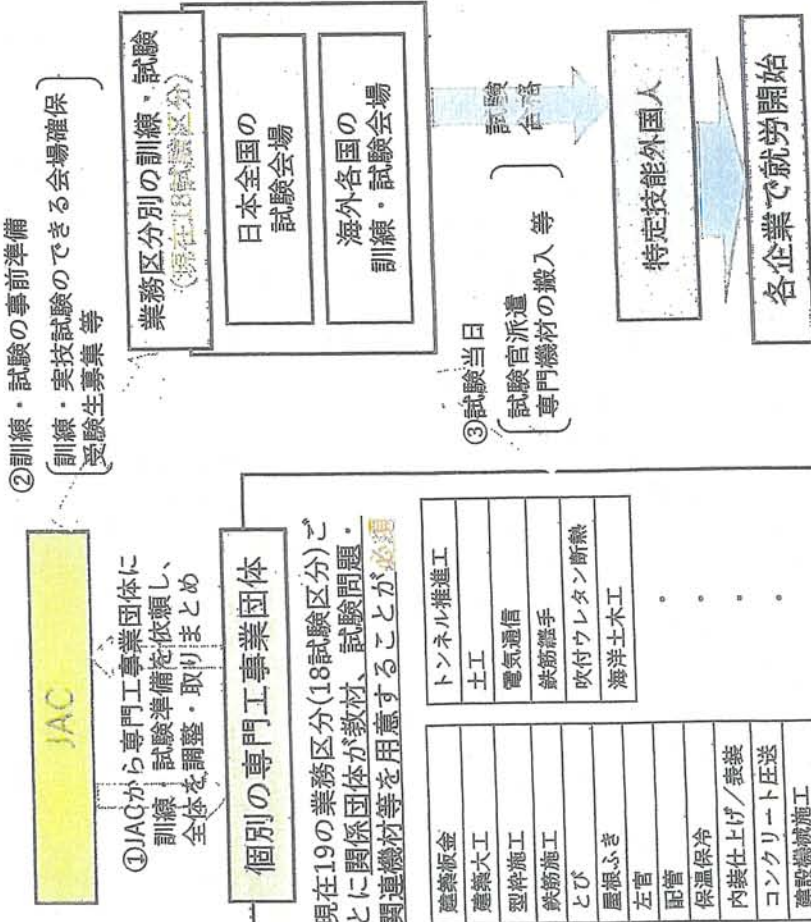 JAC
①JACから専門工事業団体に
訓練・試験準備を依頼し、
全体を調整・取りまとめ
個別の専門工事業団体
現在19の業務区分(18試験区分)ご
とに関係団体が教材、試験問題・
関連機材等を用意することが必須
建築板金
建築大工
型枠施工
鉄筋施工
とび
屋根ふき
左官
配管
保温保冷
内装仕上げ／表装
コンクリート圧送
建設機械施工
トンネル推進工
土工
電気通信
鉄筋継手
吹付ウレタン断熱
海洋土木工
。
。
。
。
②訓練・試験の事前準備
訓練・実技試験のできる会場確保
受験生募集 等
業務区分別の訓練・試験
(現在18試験区分)
日本全国の
試験会場
海外各国の
訓練・試験会場
③試験当日
試験官派遣
専門機材の搬入 等
試験
合格
特定技能外国人
各企業で就労開始